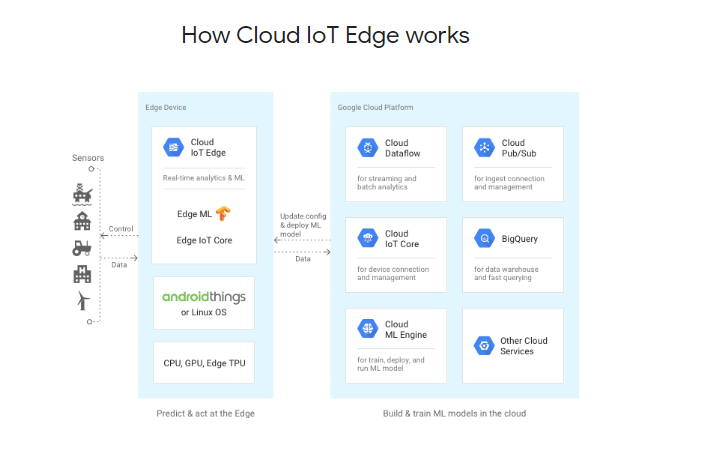 How Cloud IoT Edge works
Sensors
Control
Data
Edge Device
Cloud
IoT Edge
Real-time analytics & ML
Edge ML
Edge IoT Core
androidthings
or Linux OS
CPU, GPU, Edge TPU
Predict & act at the Edge
Update config
& deploy ML
model
Data
Google Cloud Platform
Cloud
Dataflow
for streaming and
batch analytics
Cloud
Pub/Sub
for ingest connection
and management
Cloud
IoT Core
for device connection
and management
BigQuery
for data warehouse
and fast querying
Cloud
ML Engine
for train, deploy, and
run ML model
Other Cloud
Services
Build & train ML models in the cloud